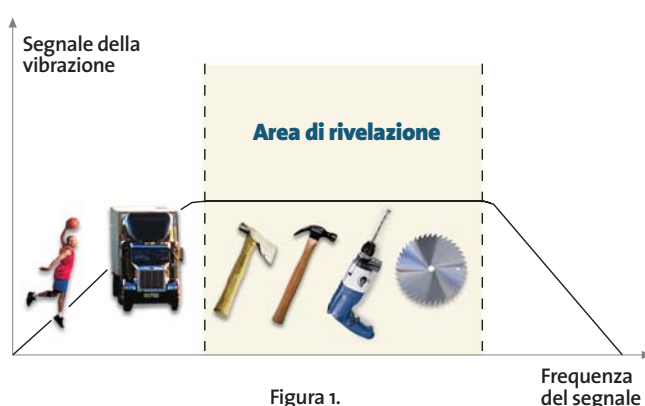 Segnale della
vibrazione
Area di rivelazione
Frequenza
del segnale
Figura 1.